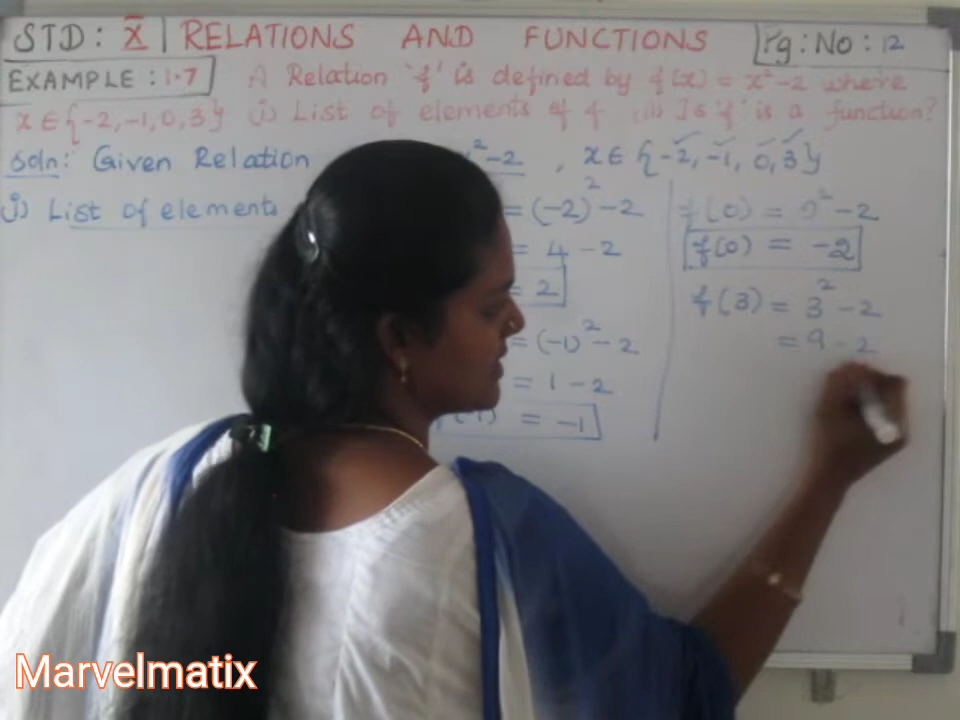 STD: X | RELATIONS AND FUNCTIONS
Pg: No: 12
EXAMPLE: 1.7 A Relation 'f' is defined by f(x) = x² - 2 where
x ∈ {-2, -1, 0, 3} i) List of elements of f (ii) Is 'f' is a function?
Soln: Given Relation x² - 2, x ∈ {-2, -1, 0, 3}
i) List of elements
= (-2)² - 2
= 4 - 2
= 2
= (-1)² - 2
= 1 - 2
= -1
f(0) = 0² - 2
f(0) = -2
f(3) = 3² - 2
= 9 - 2
Marvelmatix